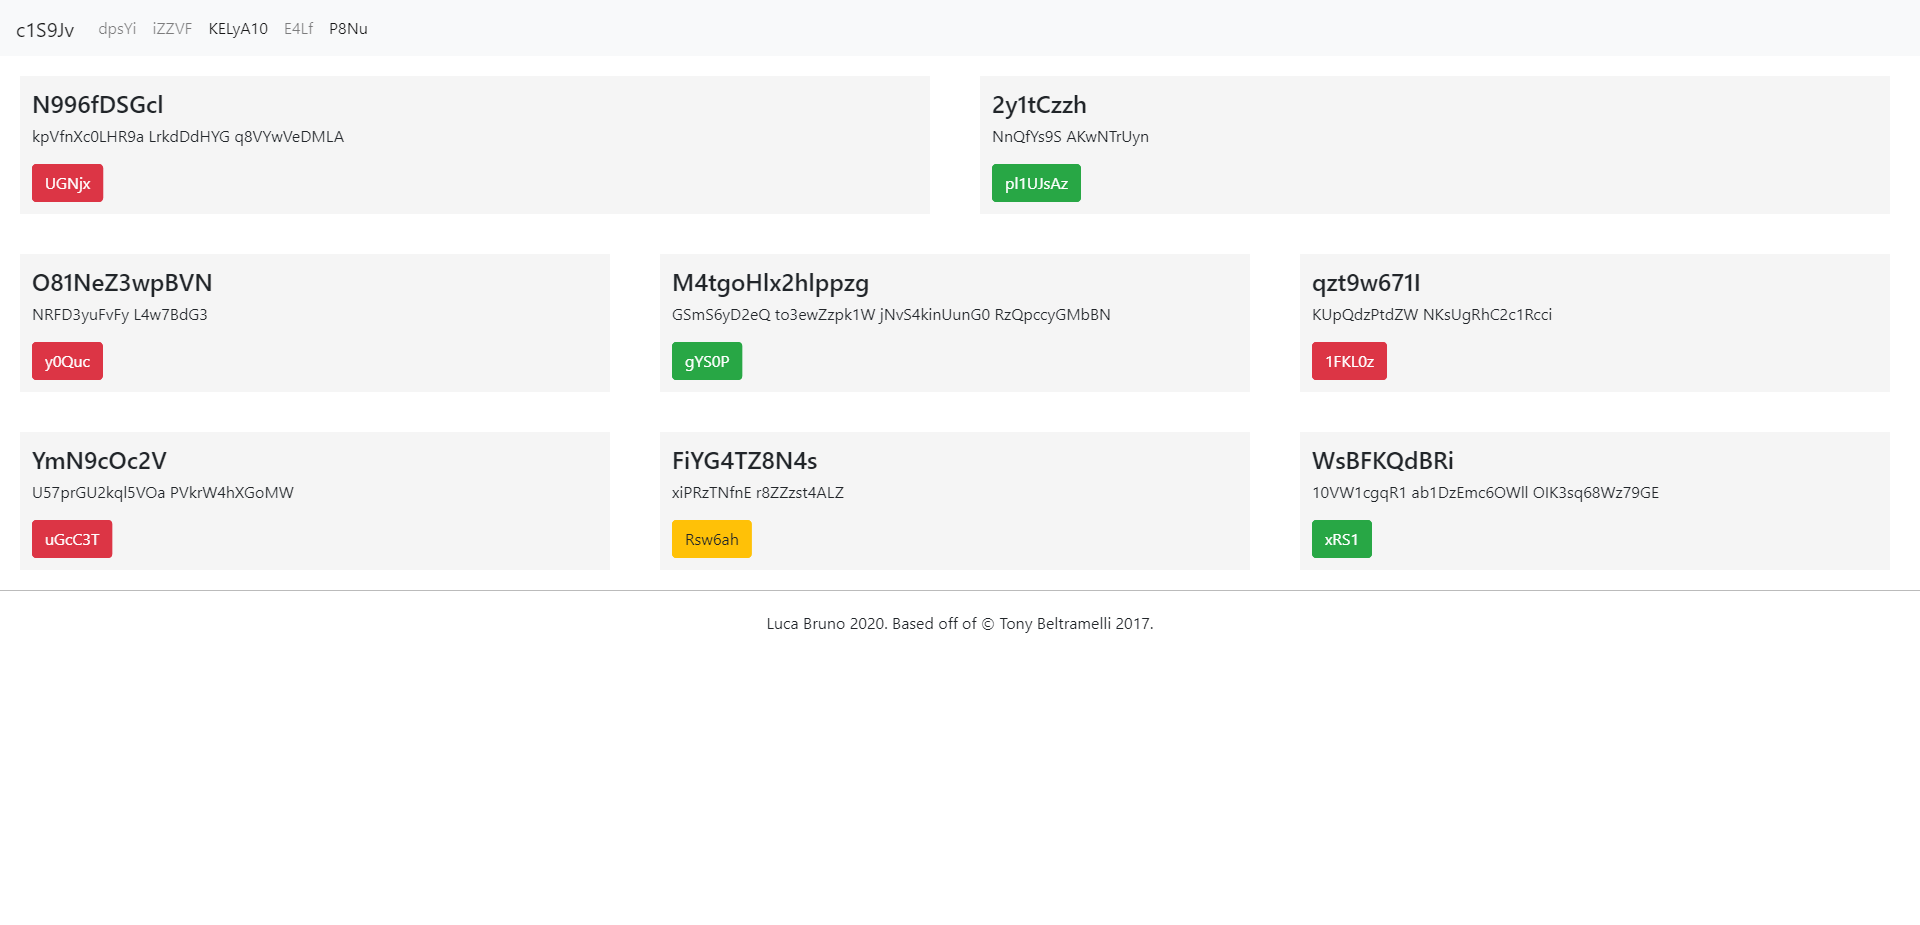 c1S9Jv dpsYi iZZVF KELyA10 E4Lf P8Nu
N996fDSGcl
kpVfnXc0LHR9a LrkdDdHYG q8VYwVeDMLA
UGNjx
2y1tCzzh
NnQfYs9S AKwNTrUyn
pl1UJsAz
O81NeZ3wpBVN
NRFD3yuFvFy L4w7BdG3
y0Quc
M4tgoHlx2hlppzg
GSmS6yD2eQ to3ewZzpk1W jNvS4kinUunG0 RzQpccyGMbBN
gYS0P
qzt9w671I
KUpQdzPtdZW NKsUgRhC2c1Rcci
1FKL0z
YmN9cOc2V
U57prGU2kql5VOa PVkrW4hXGoMW
uGcC3T
FiYG4TZ8N4s
xiPRzTNfnE r8ZZzst4ALZ
Rsw6ah
WsBFKQdBRi
10VW1cgqR1 ab1DzEmc6OWll OIK3sq68Wz79GE
xRS1
Luca Bruno 2020. Based off of © Tony Beltramelli 2017.